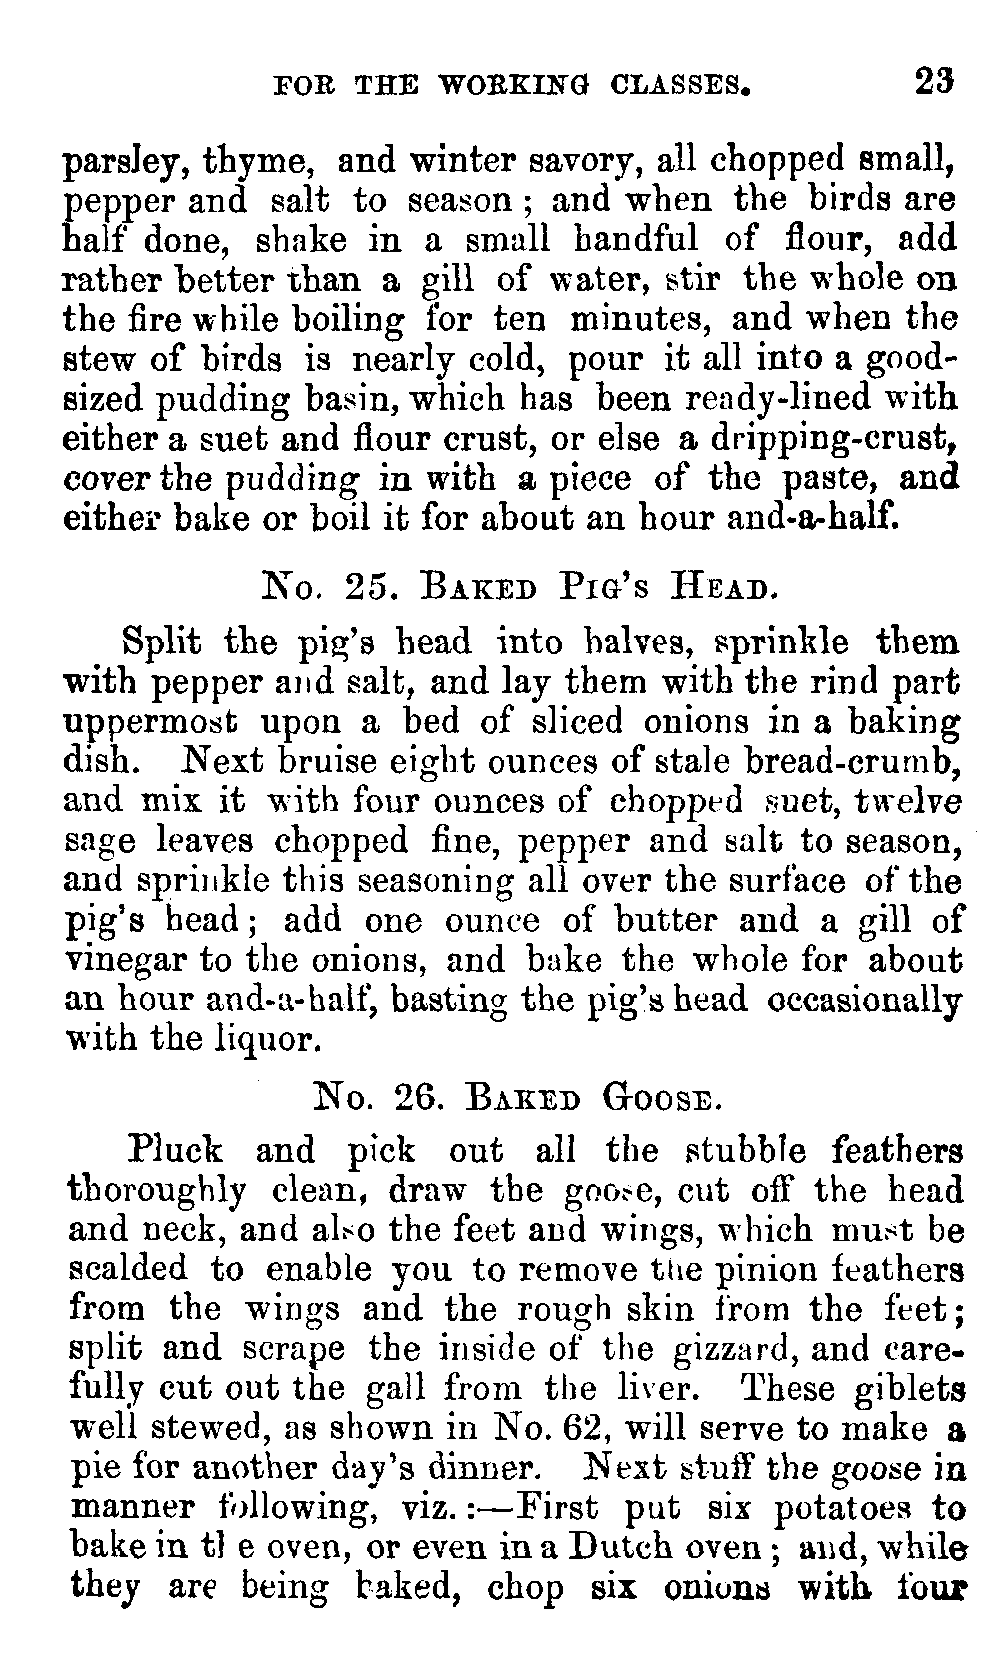 FOR THE WORKING CLASSES. 23
parsley, thyme, and winter savory, all chopped small,
pepper and salt to season ; and when the birds are
half done, shake in a small handful of flour, add
rather better than a gill of water, stir the whole on
the fire while boiling for ten minutes, and when the
stew of birds is nearly cold, pour it all into a good-
sized pudding basin, which has been ready-lined with
either a suet and flour crust, or else a dripping-crust,
cover the pudding in with a piece of the paste, and
either bake or boil it for about an hour and-a-half.
No. 25. Baked Pig's Head.
Split the pig's head into halves, sprinkle them
with pepper and salt, and lay them with the rind part
uppermost upon a bed of sliced onions in a baking
dish. Next bruise eight ounces of stale bread-crumb,
and mix it with four ounces of chopped suet, twelve
sage leaves chopped fine, pepper and salt to season,
and sprinkle this seasoning all over the surface of the
pig's head ; add one ounce of butter and a gill of
vinegar to the onions, and bake the whole for about
an hour and-a-half, basting the pig's head occasionally
with the liquor.
No. 26. Baked Goose.
Pluck and pick out all the stubble feathers
thoroughly clean, draw the goose, cut off the head
and neck, and also the feet and wings, which must be
scalded to enable you to remove the pinion feathers
from the wings and the rough skin from the feet ;
split and scrape the inside of the gizzard, and care-
fully cut out the gall from the liver. These giblets
well stewed, as shown in No. 62, will serve to make a
pie for another day's dinner. Next stuff the goose in
manner following, viz. :—First put six potatoes to
bake in the oven, or even in a Dutch oven ; and, while
they are being baked, chop six onions with four